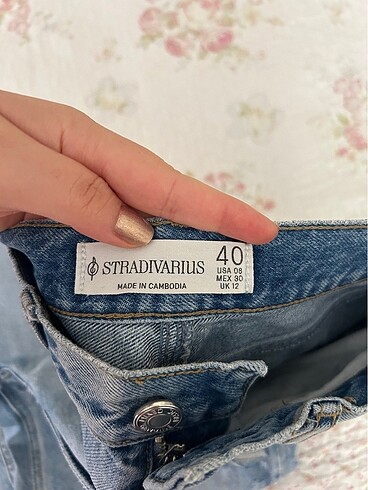 STRADIVARIUS
MADE IN CAMBODIA
40
USA 08
MEX 30
UK 12